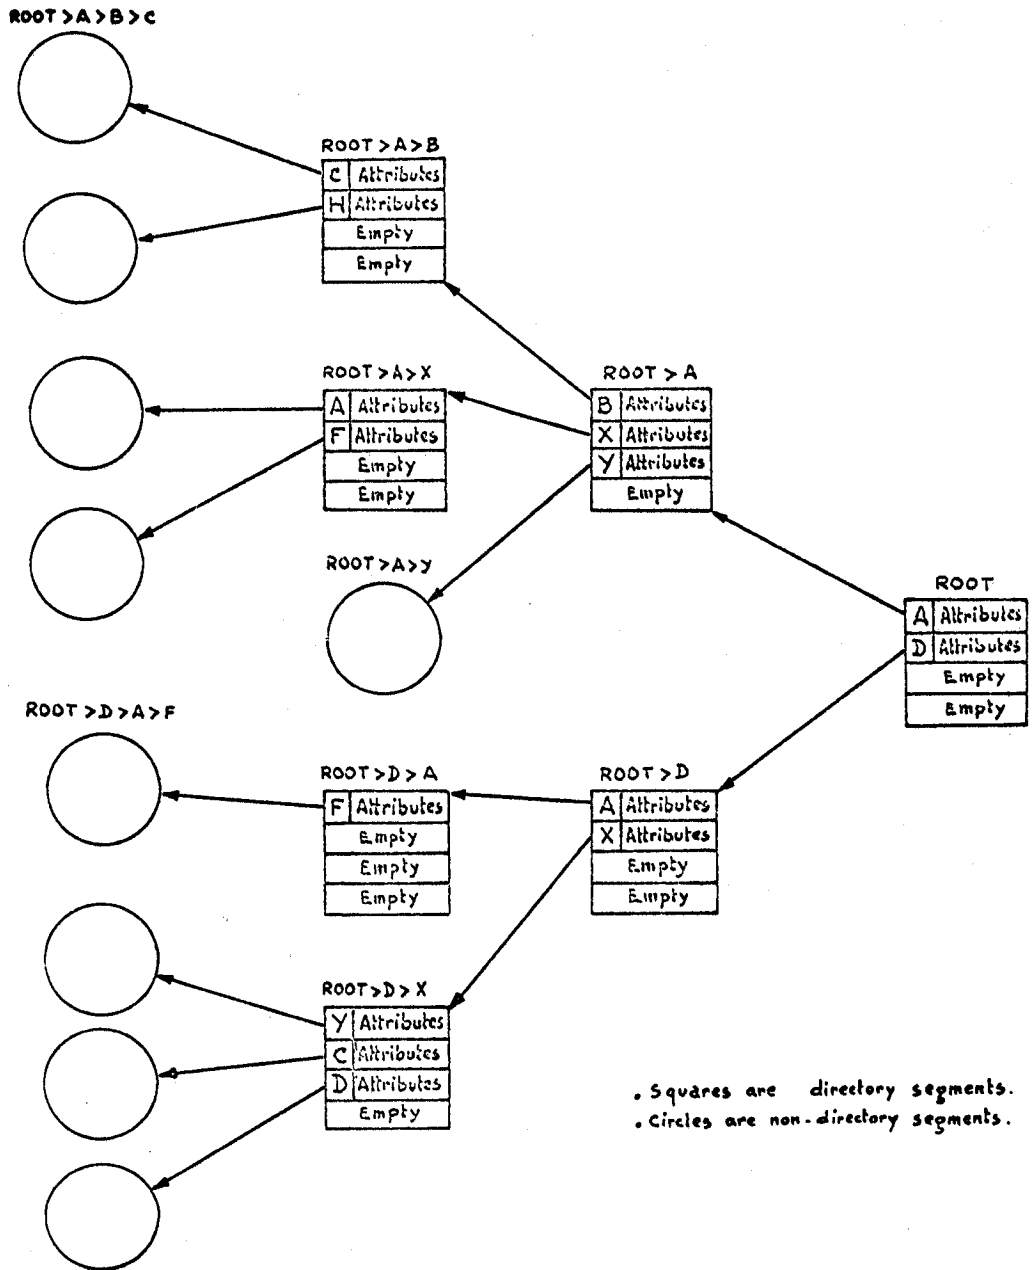 ROOT>A>B>C
ROOT>A>B
C Attributes
H Attributes
Empty
Empty
ROOT>A>X
A Attributes
F Attributes
Empty
Empty
ROOT>A
B Attributes
X Attributes
Y Attributes
Empty
ROOT>A>Y
ROOT
A Attributes
D Attributes
Empty
Empty
ROOT>D>A>F
ROOT>D>A
F Attributes
Empty
Empty
Empty
ROOT>D
A Attributes
X Attributes
Empty
Empty
ROOT>D>X
Y Attributes
C Attributes
D Attributes
Empty
. Squares are directory segments.
. Circles are non-directory segments.